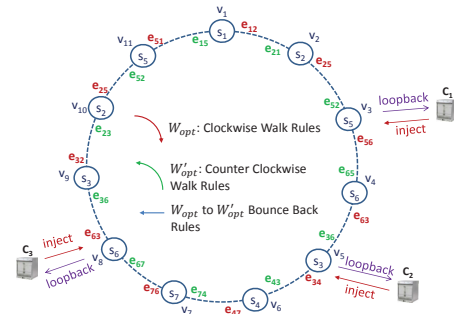 v1
s1
e15
e12
v11
e51
s5
e52
e21
v2
s2
e25
e25
v10
s2
e23
e52
v3
s5
e56
loopback
C1
inject
Wopt: Clockwise Walk Rules
W'opt: Counter Clockwise
Walk Rules
Wopt to W'opt Bounce Back
Rules
e32
v9
s3
e36
e65
v4
s6
e63
C3
inject
loopback
e63
s6
v8
e67
e36
v5
s3
e34
loopback
C2
inject
e76
s7
e74
e43
s4
v6
e47